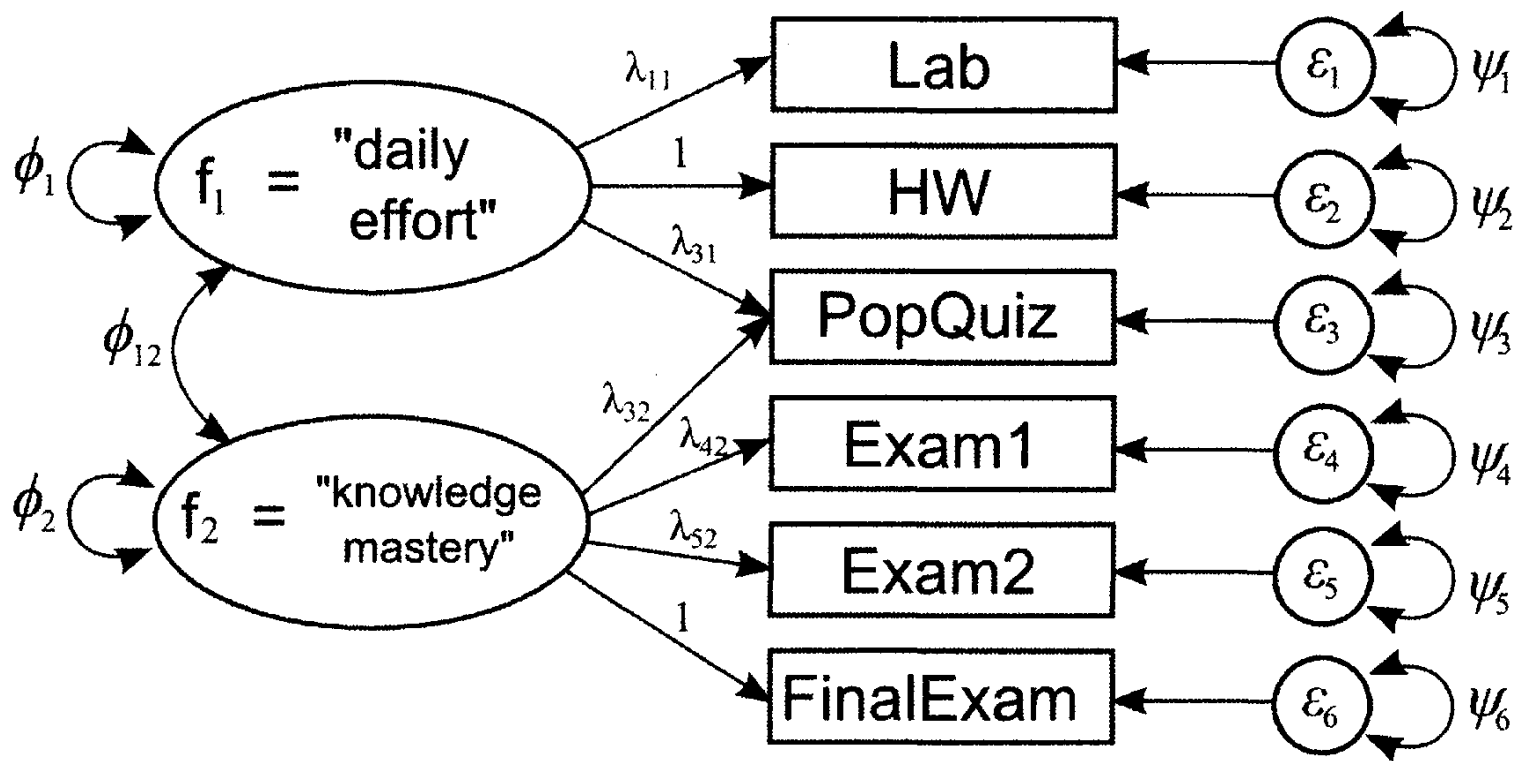 λ₁₁
Lab
ε₁
ψ₁
ϕ₁
f₁ = "daily
effort"
1
HW
ε₂
ψ₂
λ₃₁
PopQuiz
ε₃
ψ₃
ϕ₁₂
λ₃₂
λ₄₂
Exam1
ε₄
ψ₄
ϕ₂
f₂ = "knowledge
mastery"
λ₅₂
Exam2
ε₅
ψ₅
1
FinalExam
ε₆
ψ₆